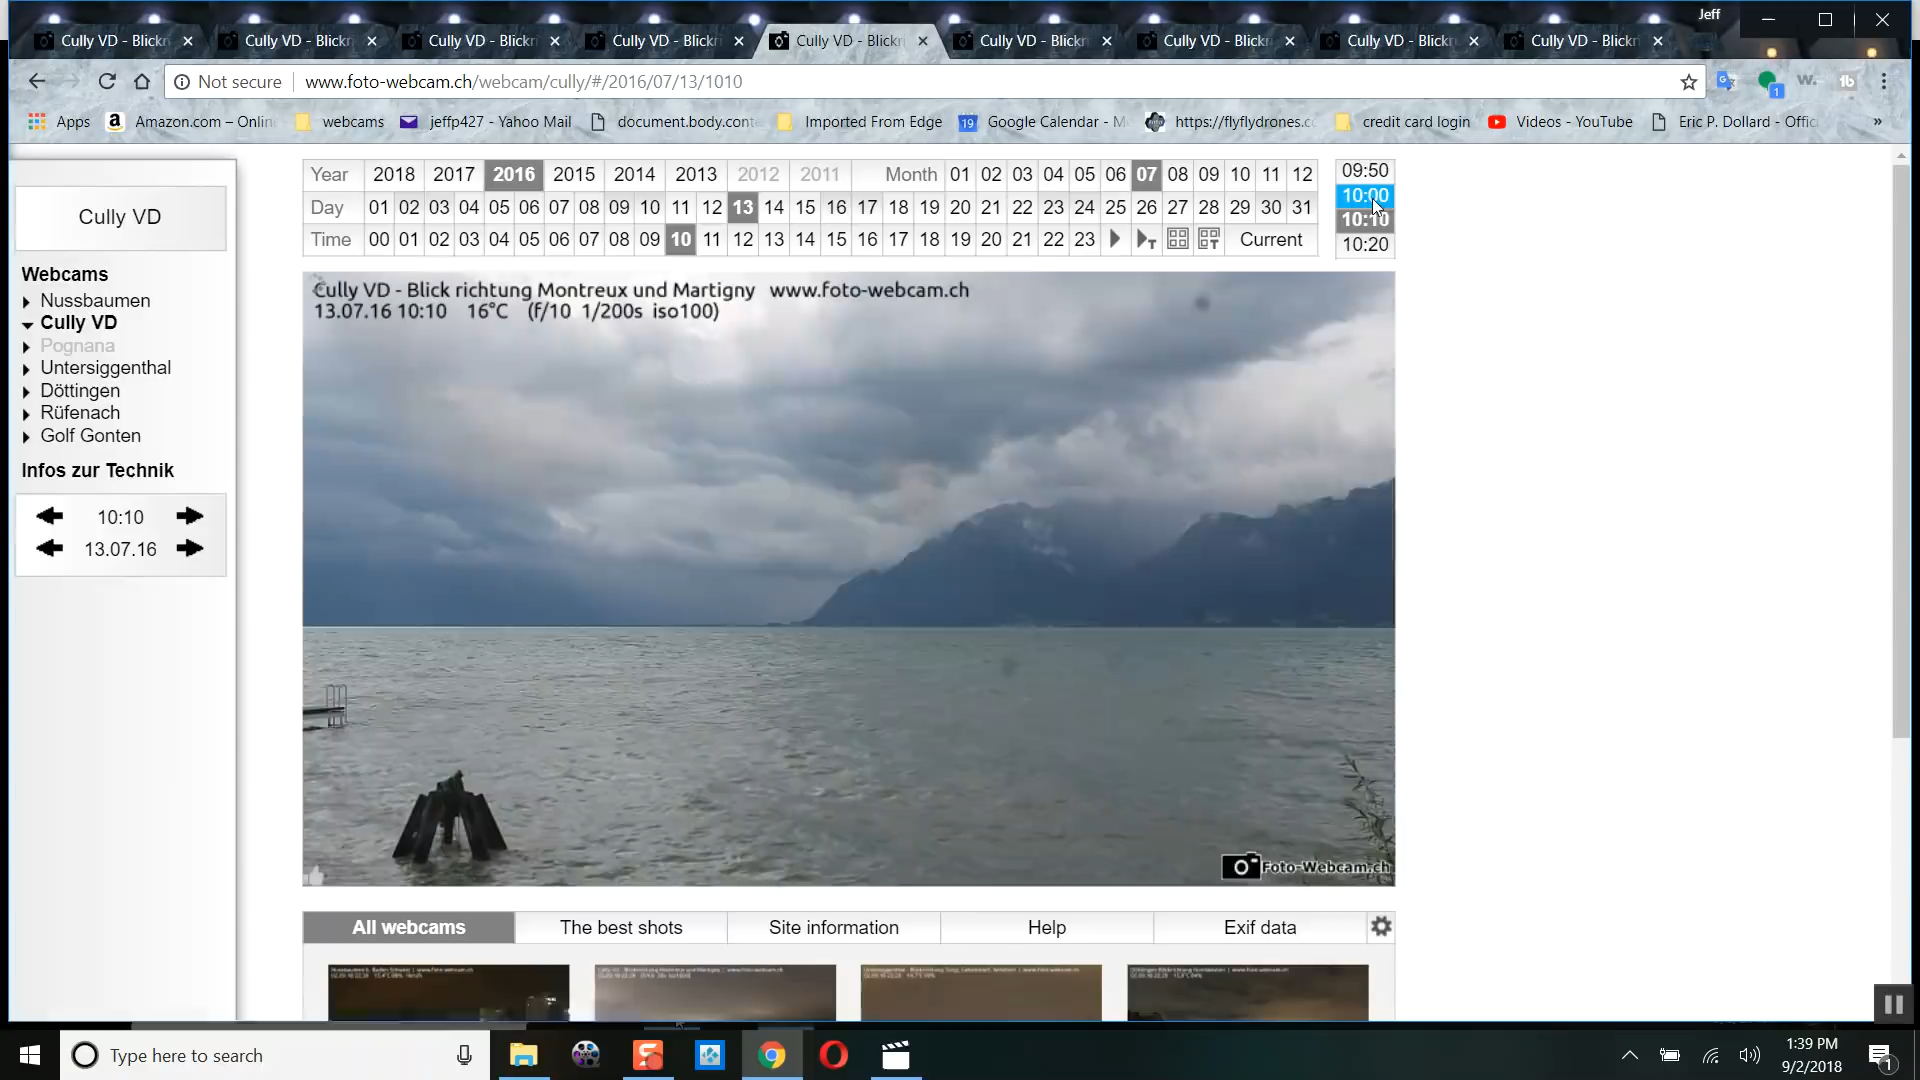 Jeff
Cully VD - Blickri
Cully VD - Blickri
Cully VD - Blickri
Cully VD - Blickri
Cully VD - Blickri
Cully VD - Blickri
Cully VD - Blickri
Cully VD - Blickri
Cully VD - Blickri
Not secure
www.foto-webcam.ch/webcam/cully/#/2016/07/13/1010
Apps
Amazon.com – Onlin
webcams
jeffp427 - Yahoo Mail
document.body.conte
Imported From Edge
Google Calendar - M
https://flyflydrones.cc
credit card login
Videos - YouTube
Eric P. Dollard - Offic
»
Cully VD
Webcams
Nussbaumen
Cully VD
Pognana
Untersiggenthal
Döttingen
Rüfenach
Golf Gonten
Infos zur Technik
10:10
13.07.16
Year 2018 2017 2016 2015 2014 2013 2012 2011 Month 01 02 03 04 05 06 07 08 09 10 11 12
Day 01 02 03 04 05 06 07 08 09 10 11 12 13 14 15 16 17 18 19 20 21 22 23 24 25 26 27 28 29 30 31
Time 00 01 02 03 04 05 06 07 08 09 10 11 12 13 14 15 16 17 18 19 20 21 22 23 Current
09:50
10:00
10:10
10:20
Cully VD - Blick richtung Montreux und Martigny www.foto-webcam.ch
13.07.16 10:10 16°C (f/10 1/200s iso100)
Foto-Webcam.ch
All webcams
The best shots
Site information
Help
Exif data
Type here to search
1:39 PM
9/2/2018
1